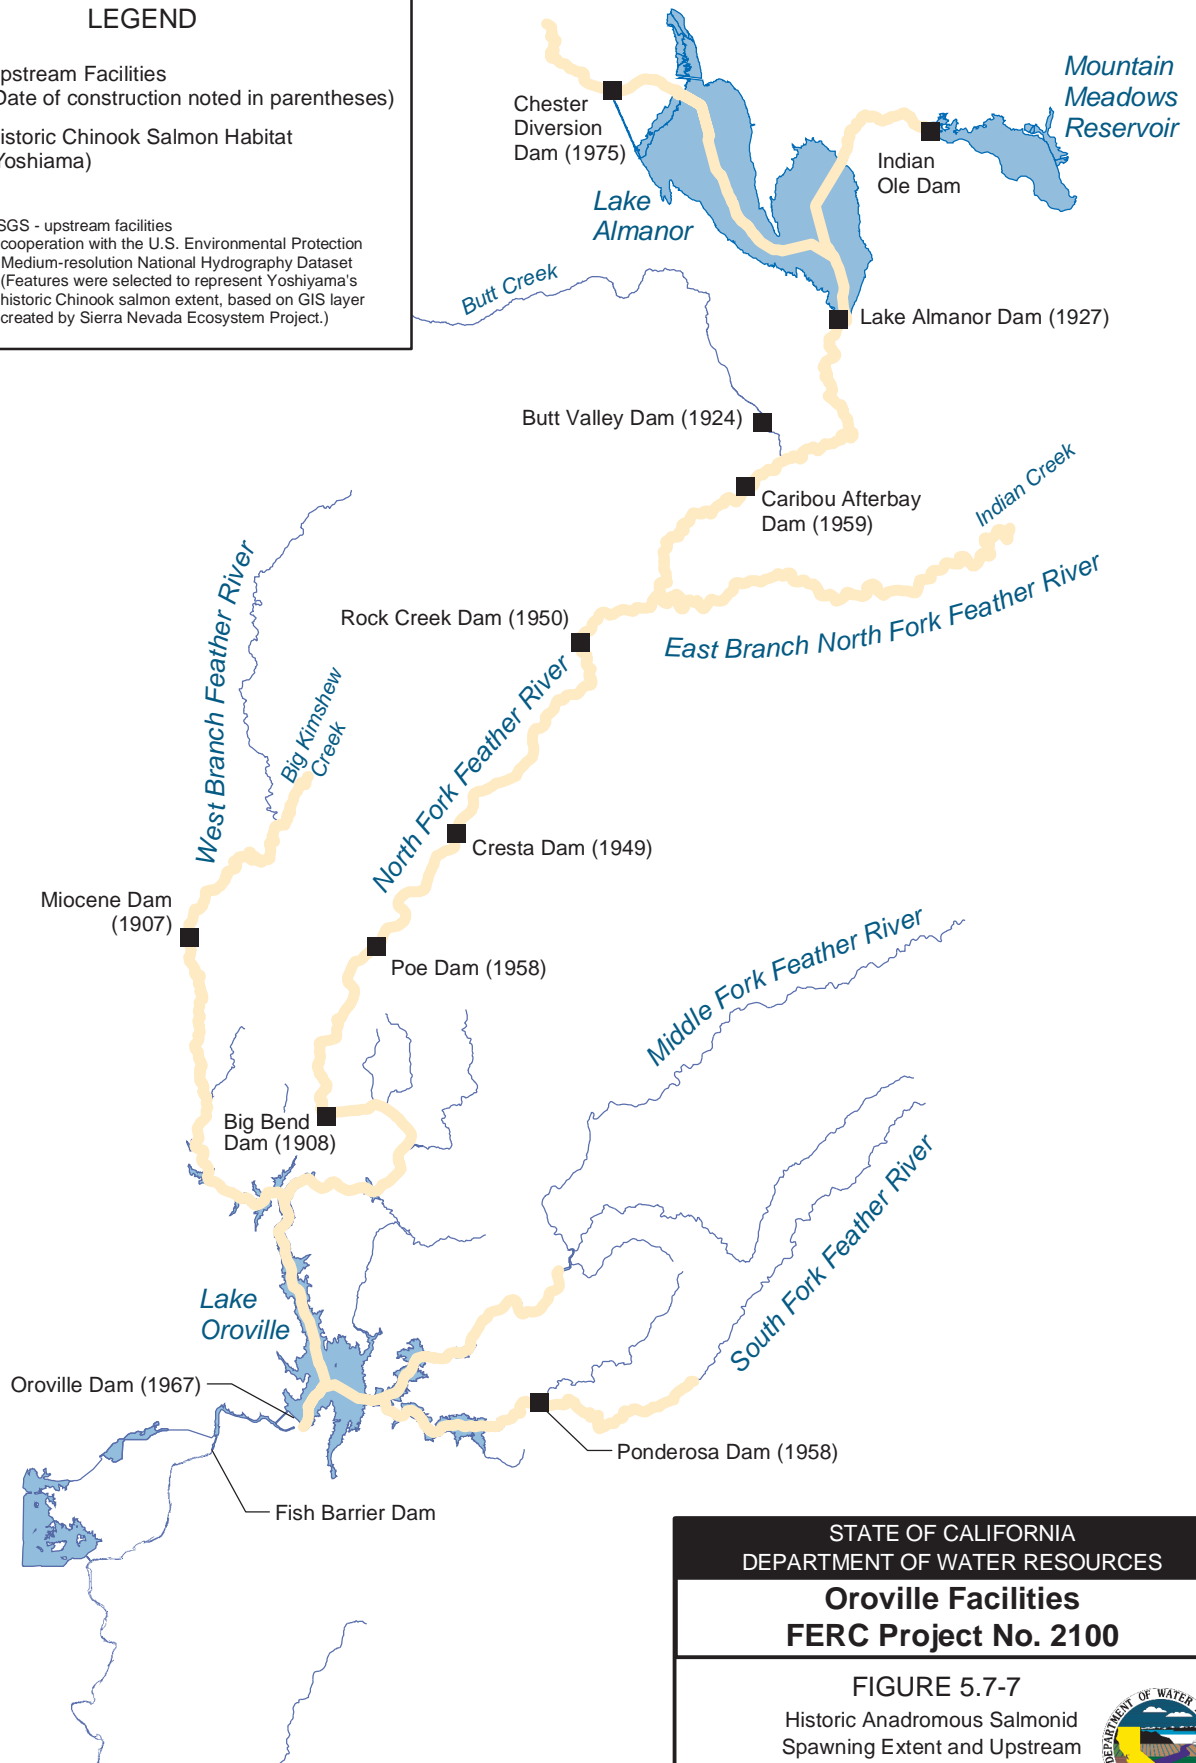 LEGEND
pstream Facilities
Date of construction noted in parentheses)
istoric Chinook Salmon Habitat
Yoshiama)
SGS - upstream facilities
cooperation with the U.S. Environmental Protection
Medium-resolution National Hydrography Dataset
(Features were selected to represent Yoshiyama's
historic Chinook salmon extent, based on GIS layer
created by Sierra Nevada Ecosystem Project.)
Mountain
Meadows
Reservoir
Chester
Diversion
Dam (1975)
Indian
Ole Dam
Lake
Almanor
Butt Creek
Lake Almanor Dam (1927)
Butt Valley Dam (1924)
Caribou Afterbay
Dam (1959)
Indian Creek
East Branch North Fork Feather River
Rock Creek Dam (1950)
West Branch Feather River
Big Kimshew
Creek
North Fork Feather River
Cresta Dam (1949)
Miocene Dam
(1907)
Poe Dam (1958)
Middle Fork Feather River
Big Bend
Dam (1908)
South Fork Feather River
Lake
Oroville
Oroville Dam (1967)
Ponderosa Dam (1958)
Fish Barrier Dam
STATE OF CALIFORNIA
DEPARTMENT OF WATER RESOURCES
Oroville Facilities
FERC Project No. 2100
FIGURE 5.7-7
Historic Anadromous Salmonid
Spawning Extent and Upstream
DEPARTMENT OF WATER